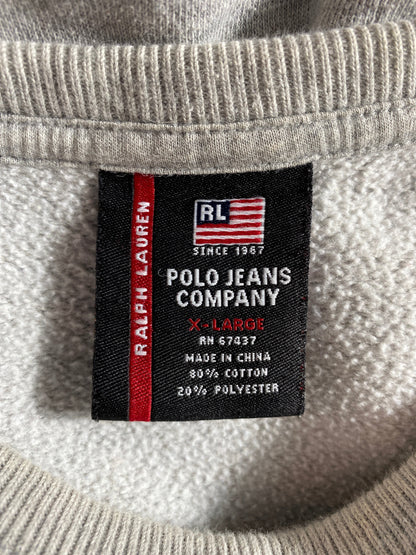 RALPH LAUREN
RL
SINCE 1967
POLO JEANS
COMPANY
X-LARGE
RN 67437
MADE IN CHINA
80% COTTON
20% POLYESTER